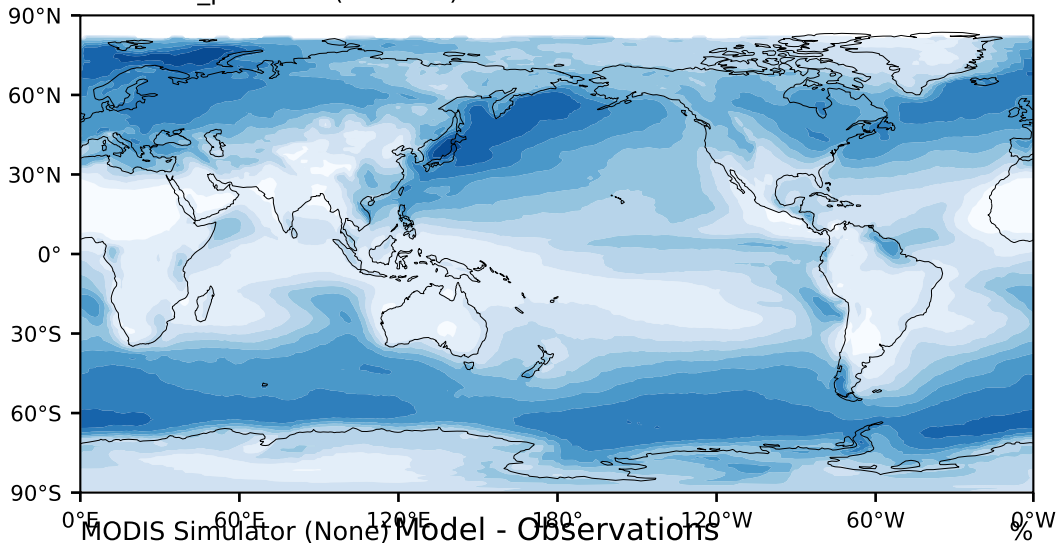 90°N
60°N
30°N
0°
30°S
60°S
90°S
0°E 60°E 120°E 180° 120°W 60°W 0°W
MODIS Simulator (None) Model - Observations %